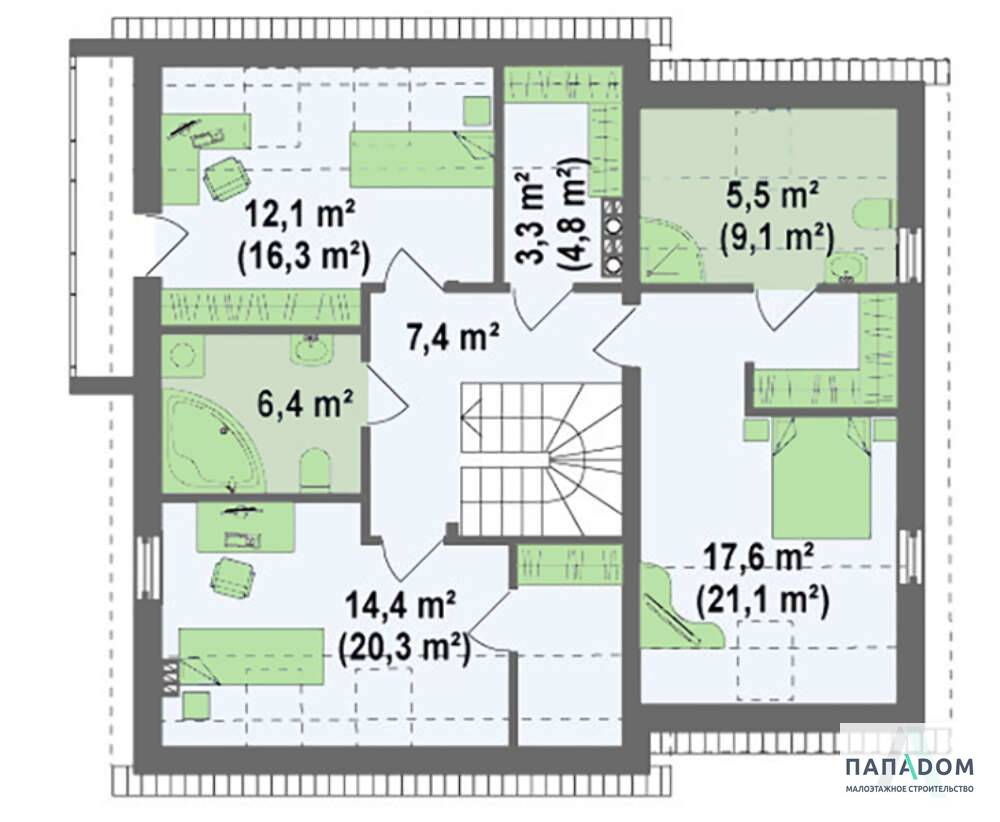 12,1 m²
(16,3 m²)
3,3 m²
(4,8 m²)
5,5 m²
(9,1 m²)
7,4 m²
6,4 m²
14,4 m²
(20,3 m²)
17,6 m²
(21,1 m²)
ПАПАDOM
МАЛОЭТАЖНОЕ СТРОИТЕЛЬСТВО